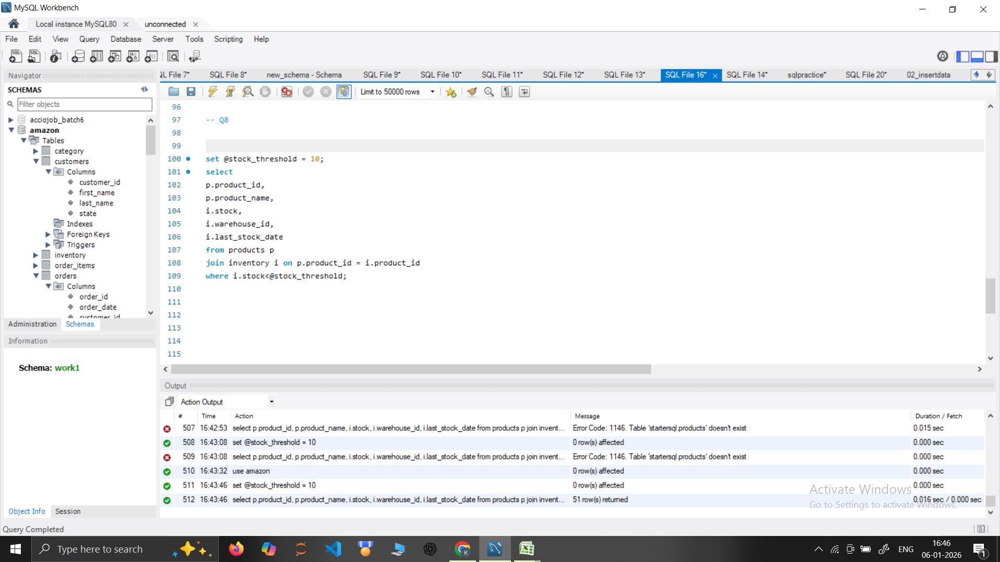 MySQL Workbench
Local instance MySQL80
unconnected
File Edit View Query Database Server Tools Scripting Help
Navigator
SCHEMAS
Filter objects
acciojob_batch6
amazon
Tables
category
customers
Columns
customer_id
first_name
last_name
state
Indexes
Foreign Keys
Triggers
inventory
order_items
orders
Columns
order_id
order_date
customer_id
Administration Schemas
Information
Schema: work1
Object Info Session
QL File 7* SQL File 8* new_schema - Schema SQL File 9* SQL File 10* SQL File 11* SQL File 12* SQL File 13* SQL File 16* SQL File 14* sqlpractice* SQL File 20* 02_insertdata
Limit to 50000 rows
96
97 -- Q8
98
99
100 set @stock_threshold = 10;
101 select
102 p.product_id,
103 p.product_name,
104 i.stock,
105 i.warehouse_id,
106 i.last_stock_date
107 from products p
108 join inventory i on p.product_id = i.product_id
109 where i.stock<@stock_threshold;
110
111
112
113
114
115
Output
Action Output
# Time Action Message Duration / Fetch
507 16:42:53 select p.product_id, p.product_name, i.stock, i.warehouse_id, i.last_stock_date from products p join invent... Error Code: 1146. Table 'startersql.products' doesn't exist 0.015 sec
508 16:43:08 set @stock_threshold = 10 0 row(s) affected 0.000 sec
509 16:43:08 select p.product_id, p.product_name, i.stock, i.warehouse_id, i.last_stock_date from products p join invent... Error Code: 1146. Table 'startersql.products' doesn't exist 0.000 sec
510 16:43:32 use amazon 0 row(s) affected 0.000 sec
511 16:43:46 set @stock_threshold = 10 0 row(s) affected 0.000 sec
512 16:43:46 select p.product_id, p.product_name, i.stock, i.warehouse_id, i.last_stock_date from products p join invent... 51 row(s) returned 0.016 sec / 0.000 sec
Activate Windows
Go to Settings to activate Windows.
Query Completed
Type here to search
ENG
16:46
06-01-2026
1